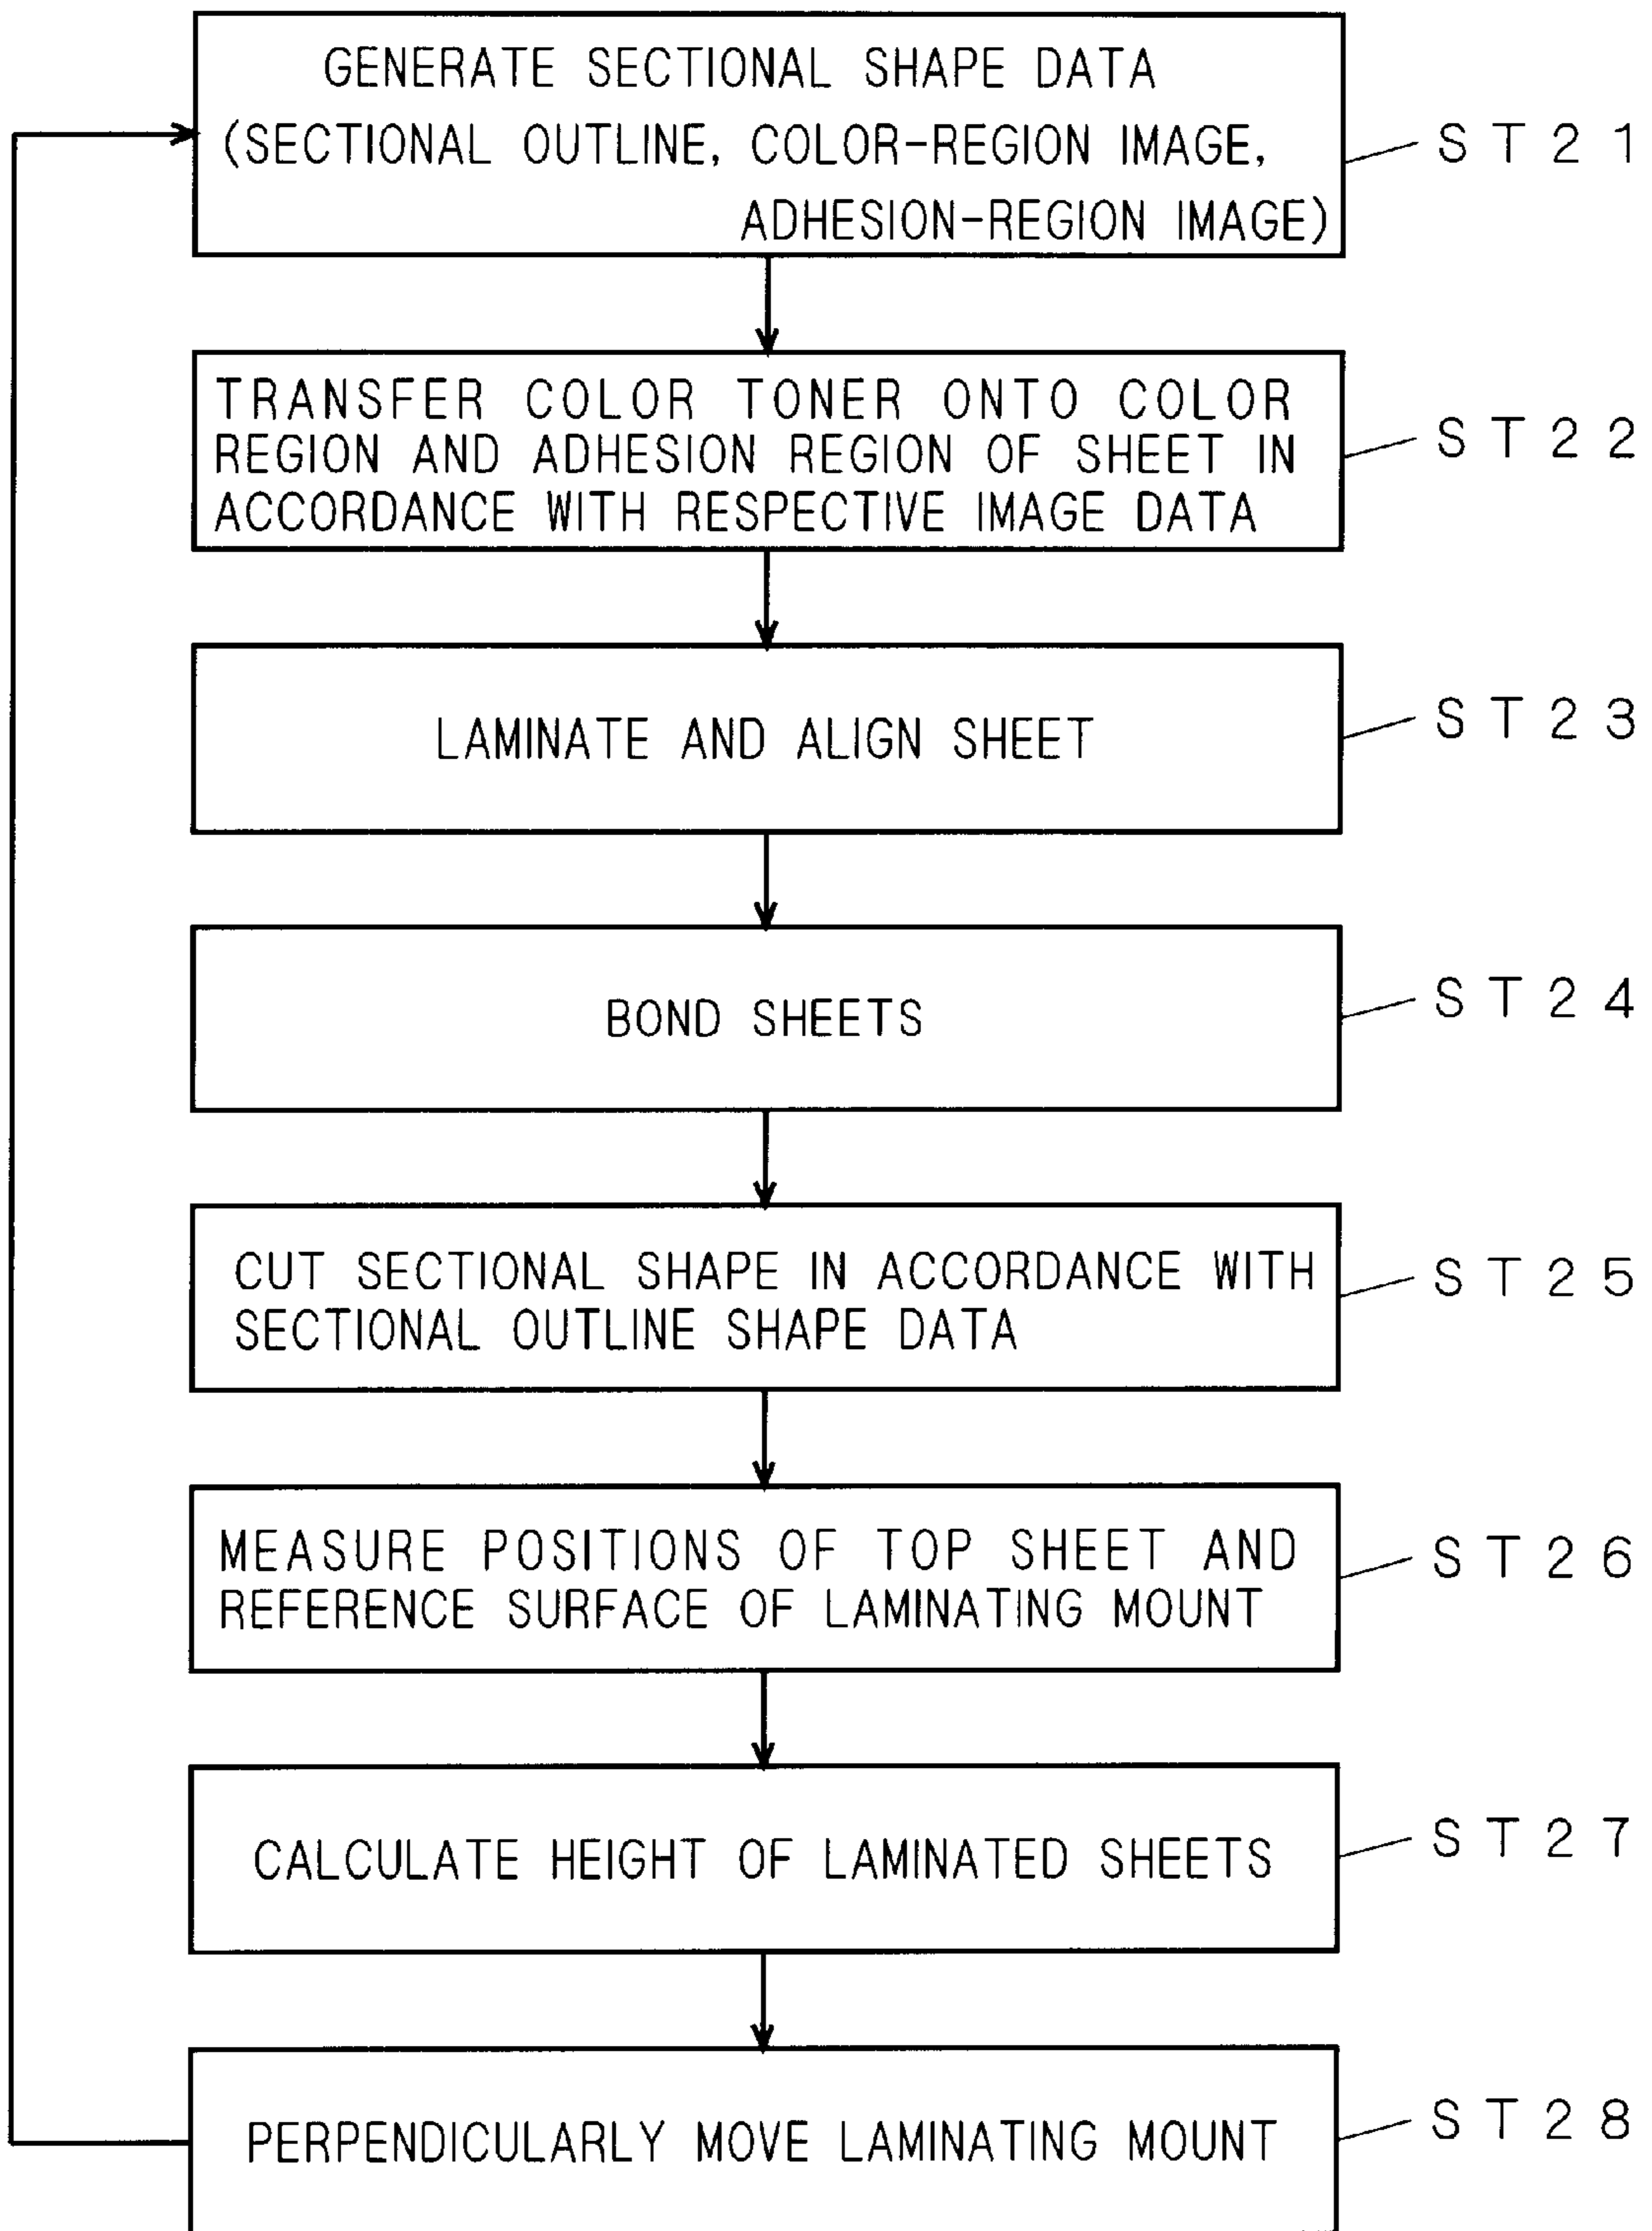 GENERATE SECTIONAL SHAPE DATA
(SECTIONAL OUTLINE, COLOR-REGION IMAGE,
ADHESION-REGION IMAGE)
ST21
TRANSFER COLOR TONER ONTO COLOR
REGION AND ADHESION REGION OF SHEET IN
ACCORDANCE WITH RESPECTIVE IMAGE DATA
ST22
LAMINATE AND ALIGN SHEET
ST23
BOND SHEETS
ST24
CUT SECTIONAL SHAPE IN ACCORDANCE WITH
SECTIONAL OUTLINE SHAPE DATA
ST25
MEASURE POSITIONS OF TOP SHEET AND
REFERENCE SURFACE OF LAMINATING MOUNT
ST26
CALCULATE HEIGHT OF LAMINATED SHEETS
ST27
PERPENDICULARLY MOVE LAMINATING MOUNT
ST28